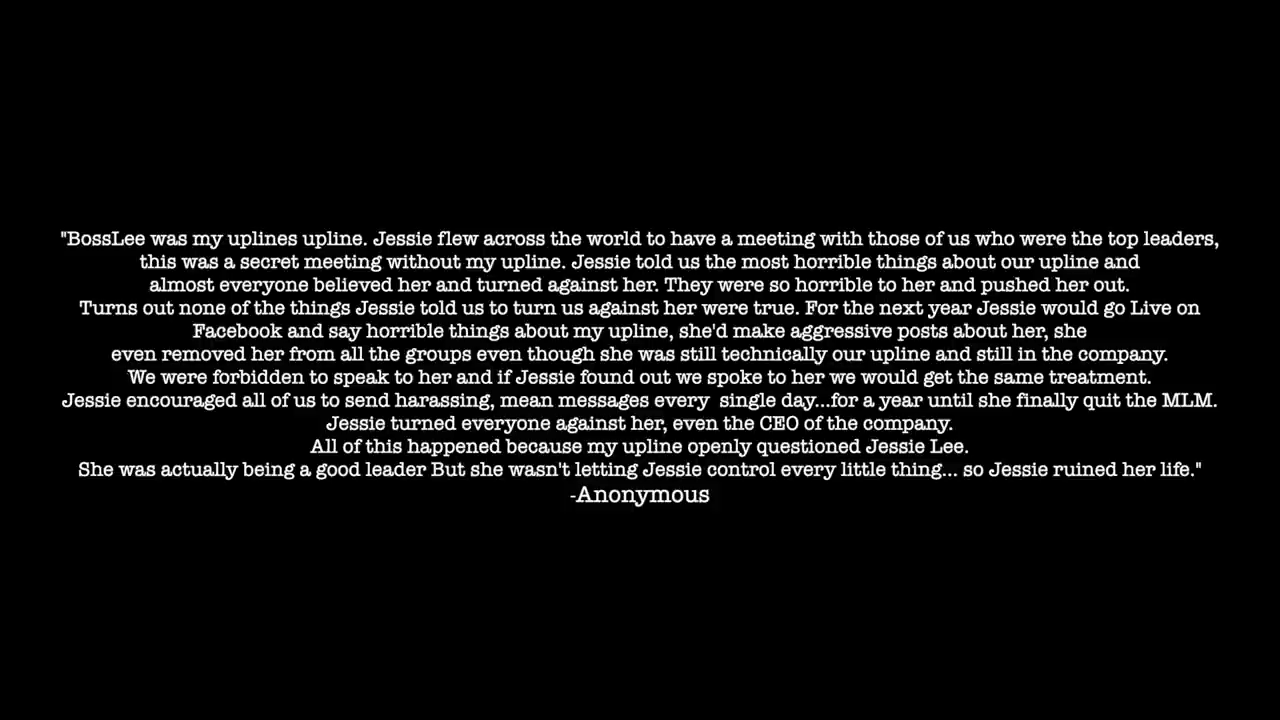 "BossLee was my uplines upline. Jessie flew across the world to have a meeting with those of us who were the top leaders,
this was a secret meeting without my upline. Jessie told us the most horrible things about our upline and
almost everyone believed her and turned against her. They were so horrible to her and pushed her out.
Turns out none of the things Jessie told us to turn us against her were true. For the next year Jessie would go Live on
Facebook and say horrible things about my upline, she'd make aggressive posts about her, she
even removed her from all the groups even though she was still technically our upline and still in the company.
We were forbidden to speak to her and if Jessie found out we spoke to her we would get the same treatment.
Jessie encouraged all of us to send harassing, mean messages every  single day...for a year until she finally quit the MLM.
Jessie turned everyone against her, even the CEO of the company.
All of this happened because my upline openly questioned Jessie Lee.
She was actually being a good leader But she wasn't letting Jessie control every little thing... so Jessie ruined her life."
-Anonymous